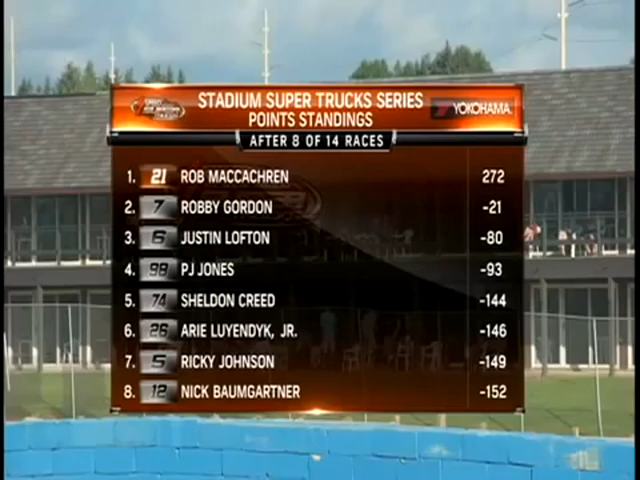 STADIUM SUPER TRUCKS SERIES
POINTS STANDINGS
YOKOHAMA
AFTER 8 OF 14 RACES
1. 21 ROB MACCACHREN 272
2. 7 ROBBY GORDON -21
3. 6 JUSTIN LOFTON -80
4. 98 PJ JONES -93
5. 74 SHELDON CREED -144
6. 26 ARIE LUYENDYK, JR. -146
7. 5 RICKY JOHNSON -149
8. 12 NICK BAUMGARTNER -152